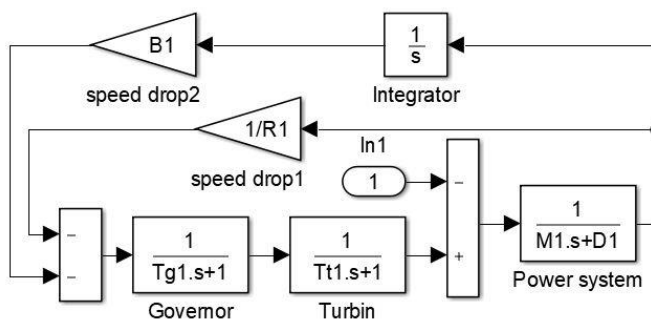 B1
1
s
speed drop2
Integrator
1/R1
In1
speed drop1
1
−
1
M1.s+D1
−
−
1
Tg1.s+1
1
Tt1.s+1
+
Power system
Governor
Turbin